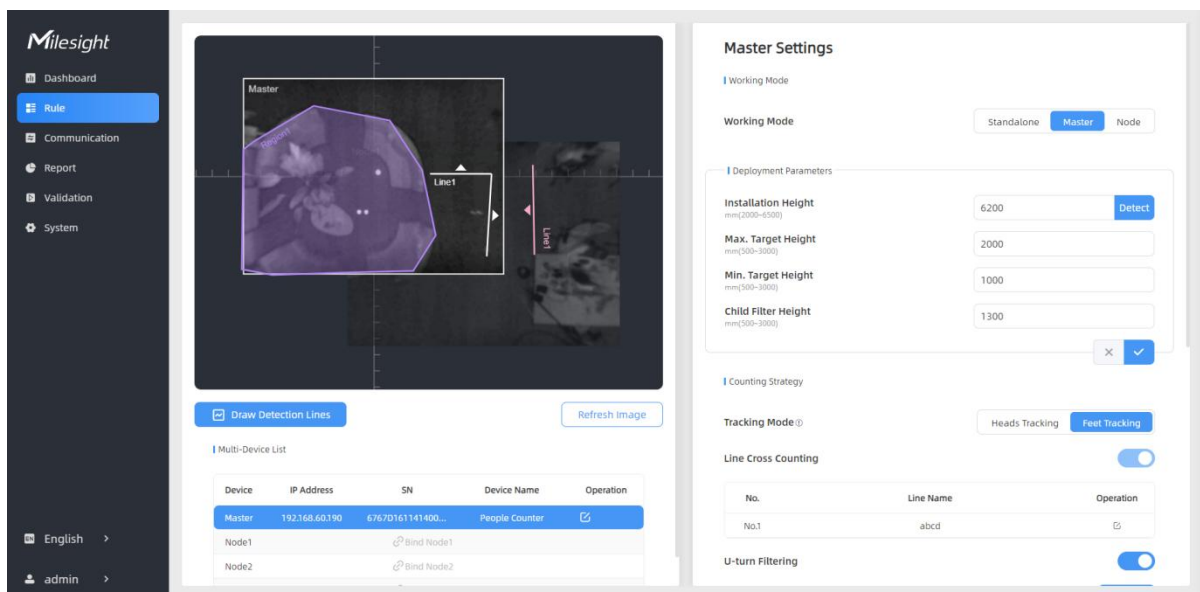 Milesight
Dashboard
Rule
Communication
Report
Validation
System
English
admin
Master
Region1
Line1
Line1
Draw Detection Lines
Refresh Image
Multi-Device List
Device IP Address SN Device Name Operation
Master 192.168.60.190 6767D161141400... People Counter
Node1 Bind Node1
Node2 Bind Node2
Master Settings
Working Mode
Working Mode Standalone Master Node
Deployment Parameters
Installation Height 6200 Detect
mm(2000~6500)
Max. Target Height 2000
mm(500~3000)
Min. Target Height 1000
mm(500~3000)
Child Filter Height 1300
mm(500~3000)
Counting Strategy
Tracking Mode Heads Tracking Feet Tracking
Line Cross Counting
No. Line Name Operation
No.1 abcd
U-turn Filtering